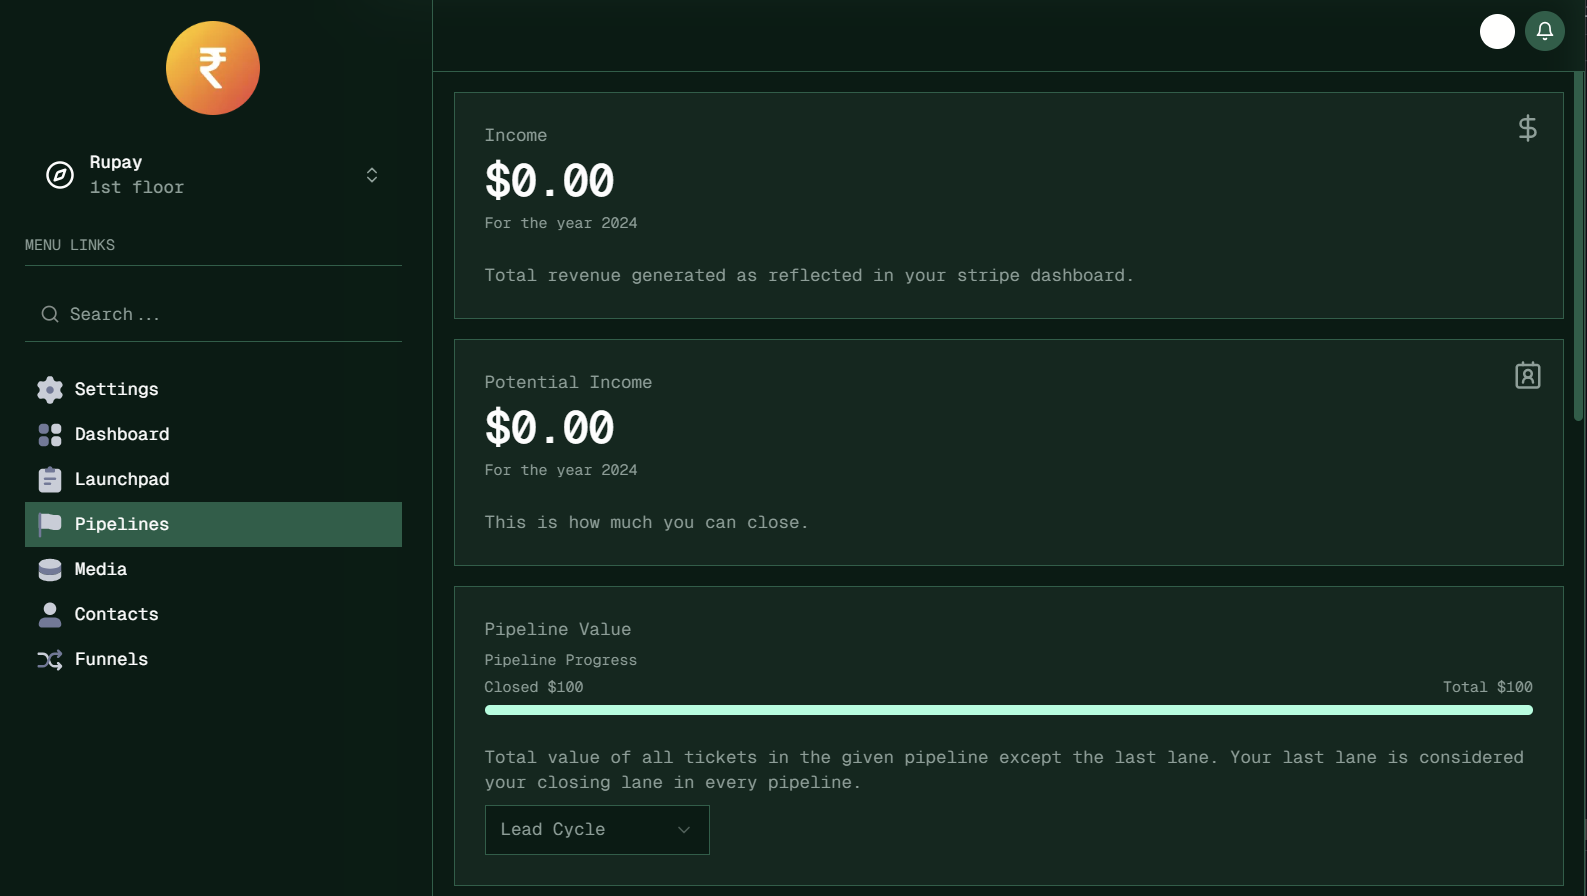 ₹
Rupay
1st floor
MENU LINKS
Search...
Settings
Dashboard
Launchpad
Pipelines
Media
Contacts
Funnels
Income
$0.00
For the year 2024
Total revenue generated as reflected in your stripe dashboard.
Potential Income
$0.00
For the year 2024
This is how much you can close.
Pipeline Value
Pipeline Progress
Closed $100 Total $100
Total value of all tickets in the given pipeline except the last lane. Your last lane is considered
your closing lane in every pipeline.
Lead Cycle